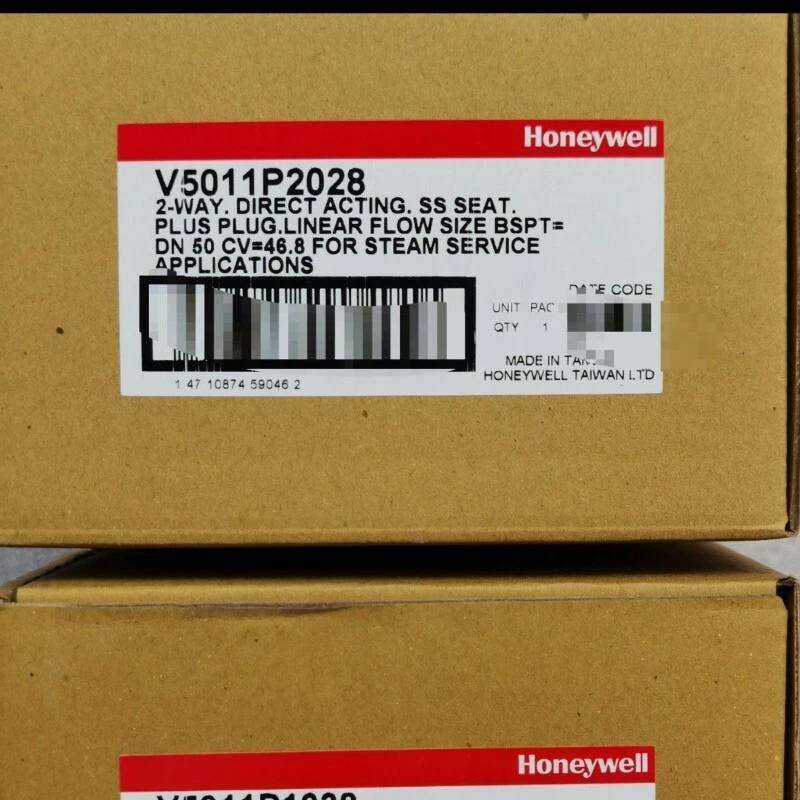 Honeywell
V5011P2028
2-WAY. DIRECT ACTING. SS SEAT.
PLUS PLUG.LINEAR FLOW SIZE BSPT=
DN 50 CV=46.8 FOR STEAM SERVICE
APPLICATIONS
DATE CODE
UNIT PAC
QTY 1
1 47 10874 59046 2
MADE IN
HONEYWELL TAIWAN LTD
Honeywell